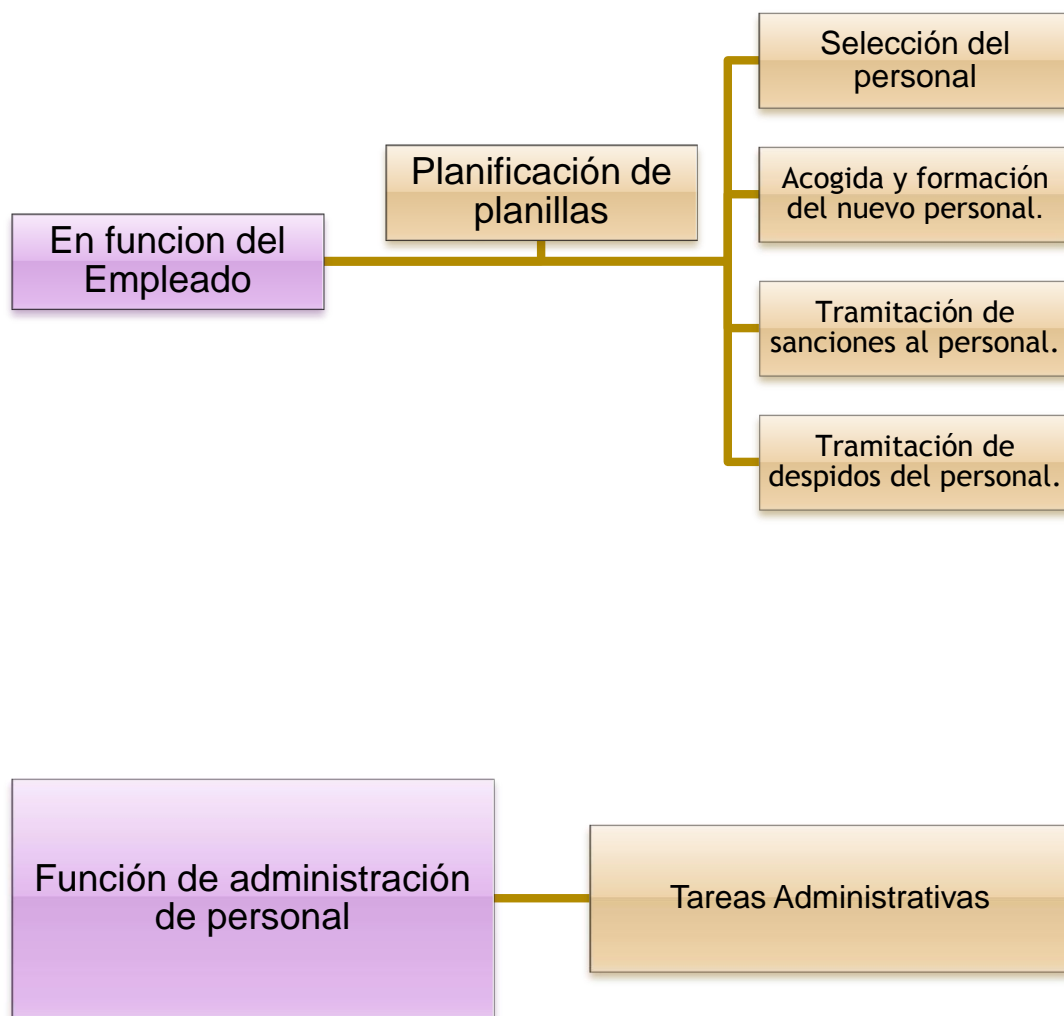 En funcion del
Empleado
Planificación de
planillas
Selección del
personal
Acogida y formación
del nuevo personal.
Tramitación de
sanciones al personal.
Tramitación de
despidos del personal.
Función de administración
de personal
Tareas Administrativas